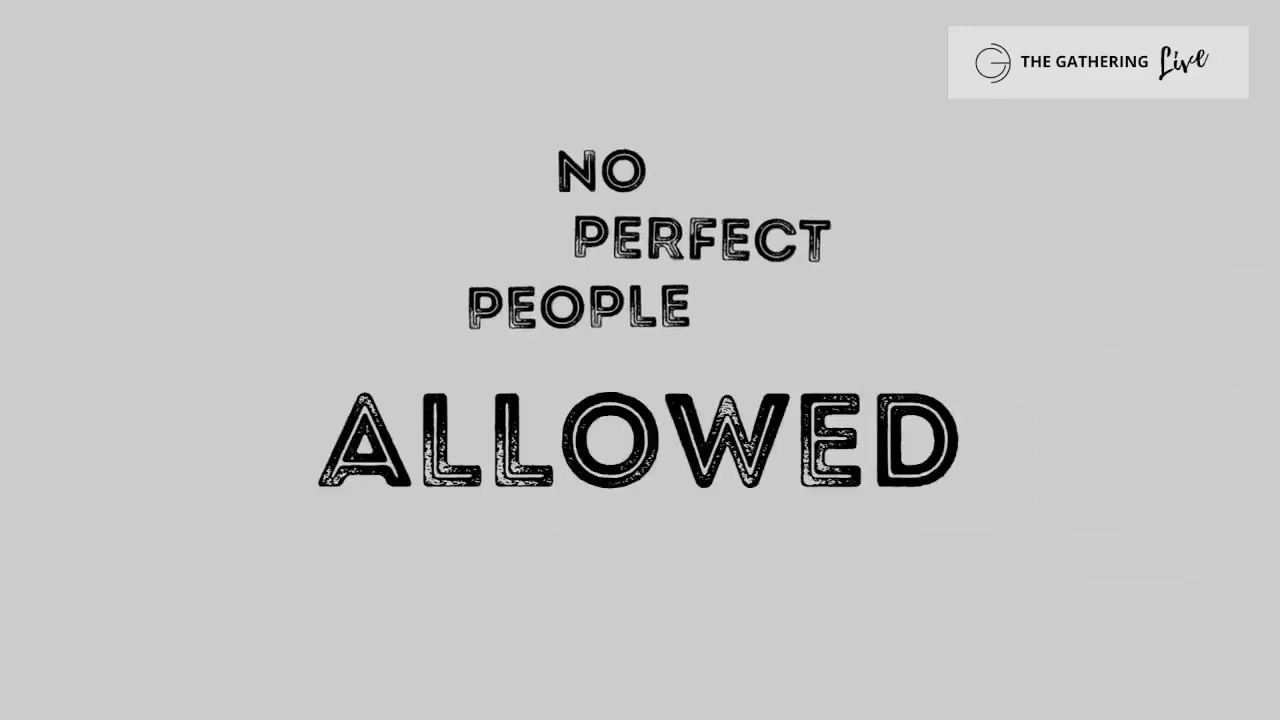 THE GATHERING Live
NO
PERFECT
PEOPLE
ALLOWED